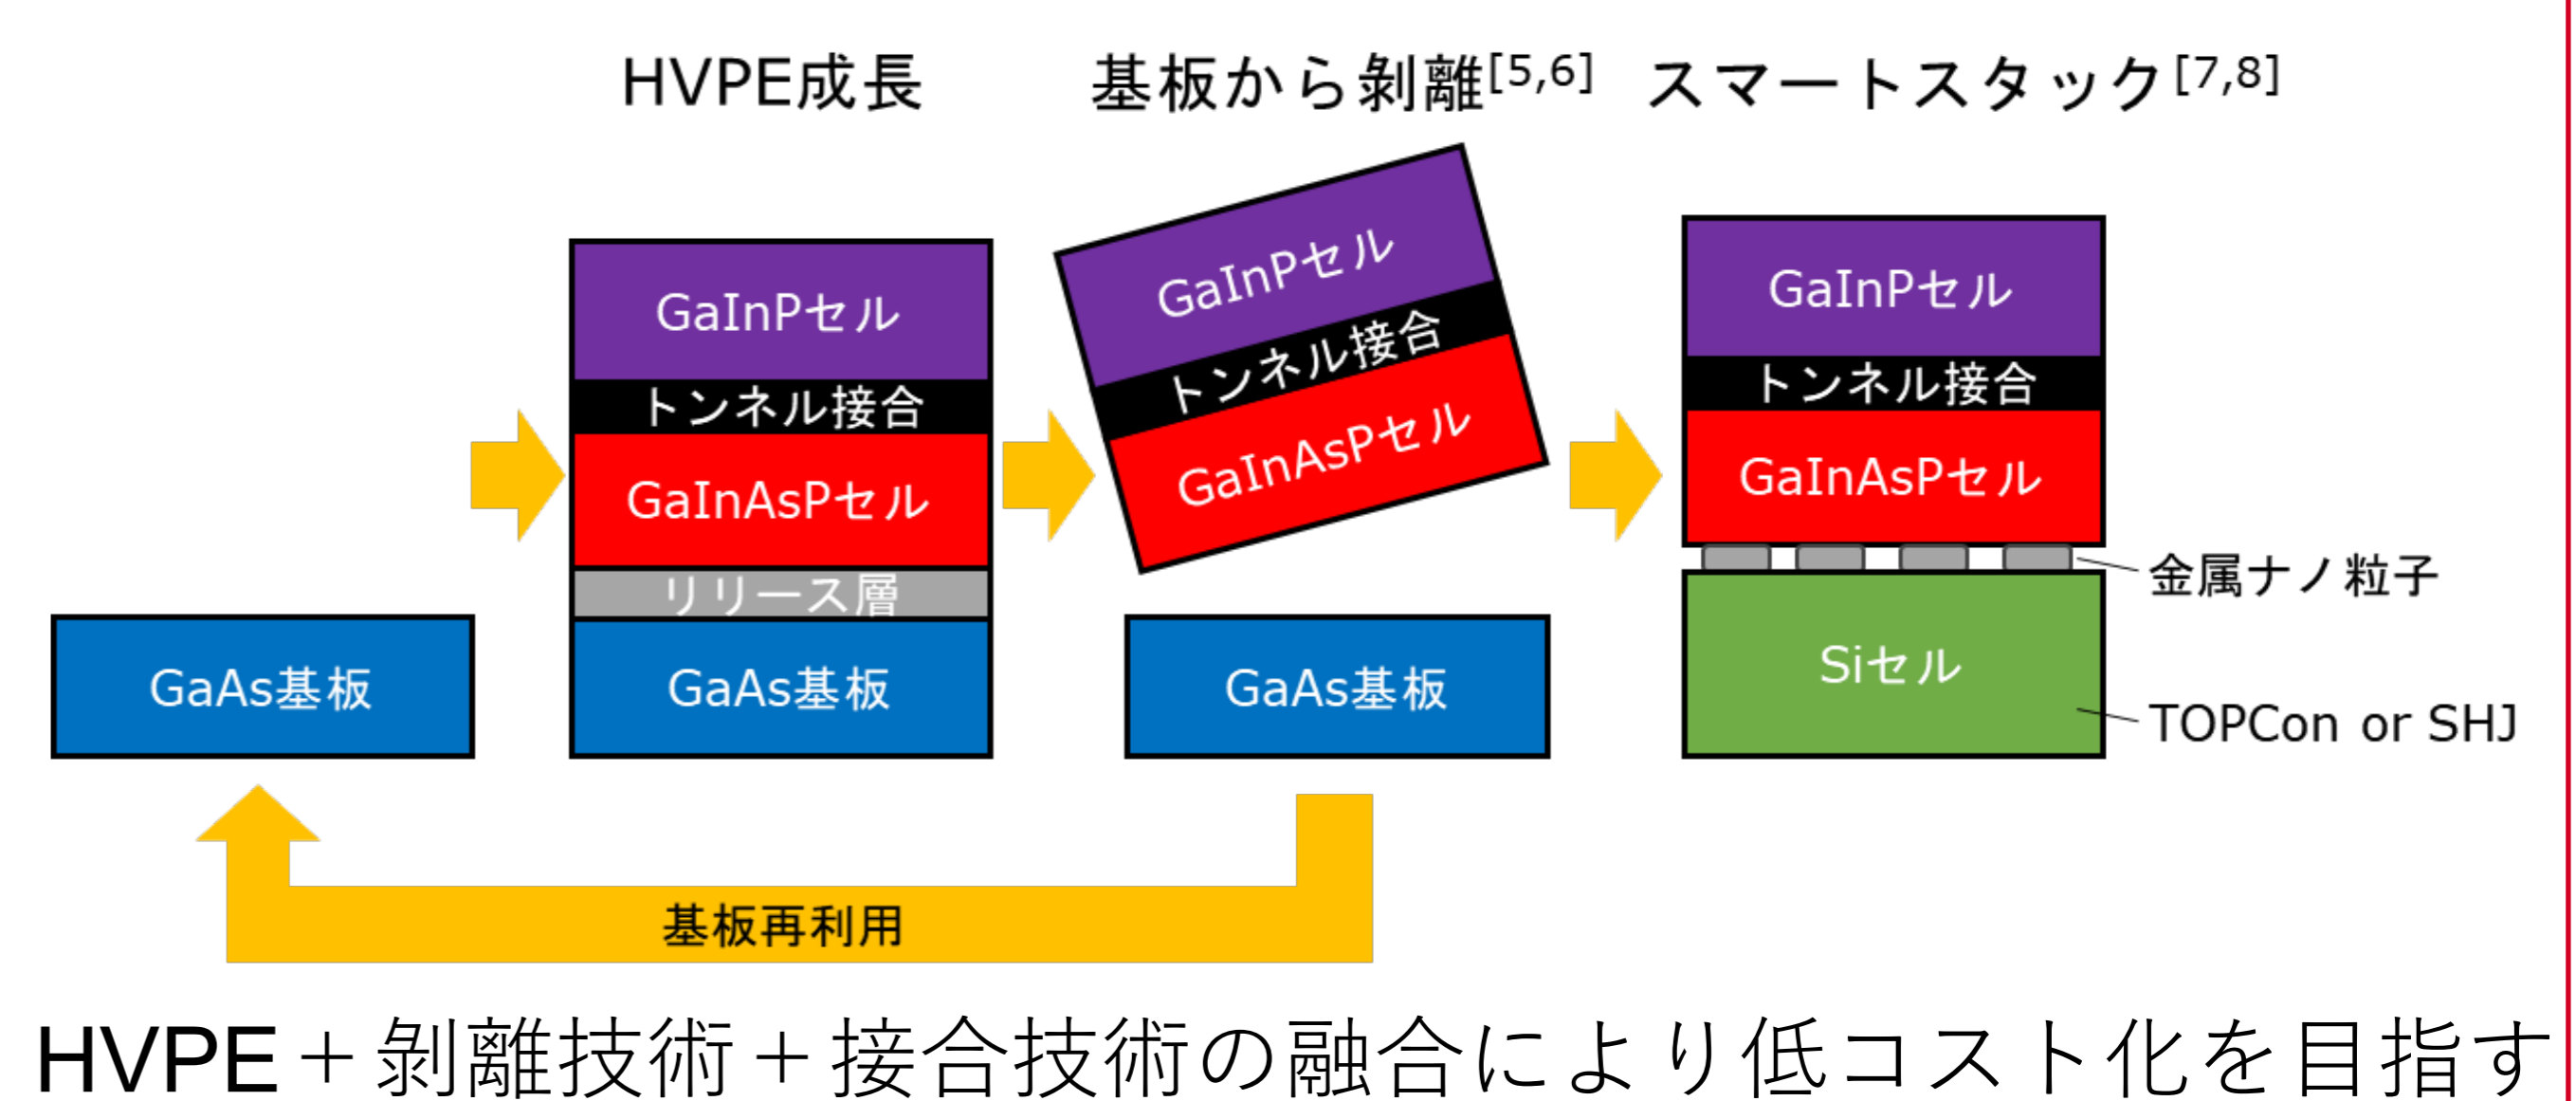 HVPE成長
基板から剝離[5,6]
スマートスタック[7,8]
GaAs基板
GaInPセル
トンネル接合
GaInAsPセル
リリース層
GaAs基板
GaInPセル
トンネル接合
GaInAsPセル
GaAs基板
GaInPセル
トンネル接合
GaInAsPセル
金属ナノ粒子
Siセル
TOPCon or SHJ
基板再利用
HVPE＋剝離技術＋接合技術の融合により低コスト化を目指す